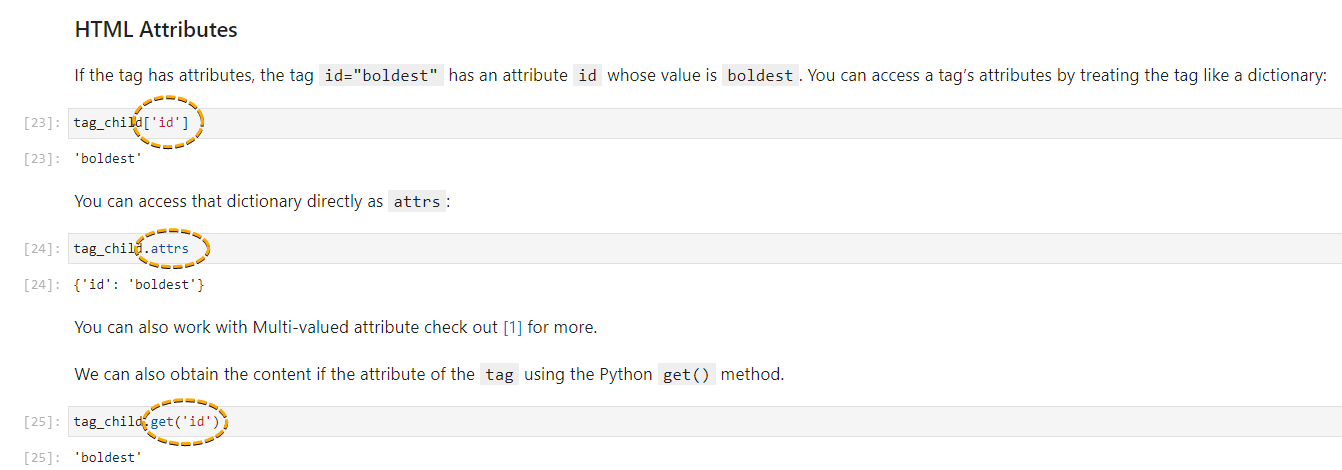 HTML Attributes
If the tag has attributes, the tag id="boldest" has an attribute id whose value is boldest. You can access a tag's attributes by treating the tag like a dictionary:
[23]: tag_child['id']
[23]: 'boldest'
You can access that dictionary directly as attrs:
[24]: tag_child.attrs
[24]: {'id': 'boldest'}
You can also work with Multi-valued attribute check out [1] for more.
We can also obtain the content if the attribute of the tag using the Python get() method.
[25]: tag_child.get('id')
[25]: 'boldest'